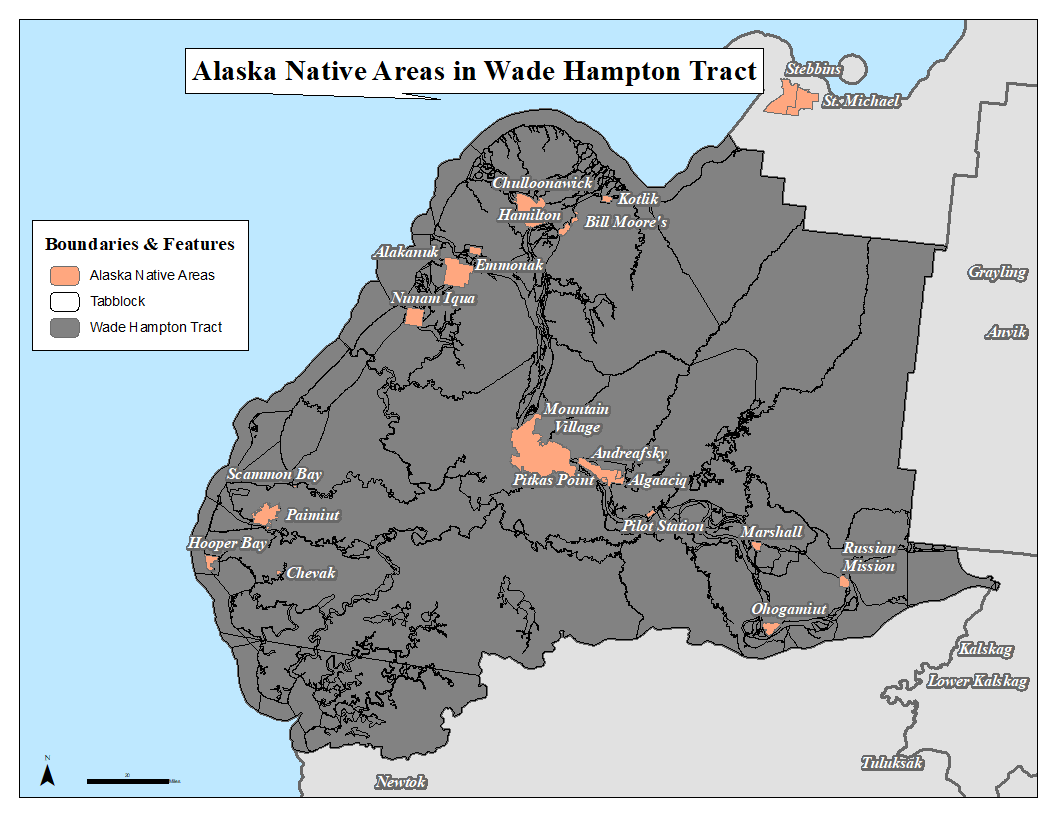 Alaska Native Areas in Wade Hampton Tract
Stebbins
St. Michael
Chulloonawick
Kotlik
Hamilton
Bill Moore's
Boundaries & Features
Alaska Native Areas
Tabblock
Wade Hampton Tract
Alakanuk
Emmonak
Nunam Iqua
Grayling
Anvik
Mountain
Village
Andreafsky
Pitkas Point
Algaaciq
Scammon Bay
Paimiut
Pilot Station
Marshall
Hooper Bay
Russian
Mission
Chevak
Ohogamiut
Kalskag
Lower Kalskag
Tuluksak
Newtok
N
20
Miles